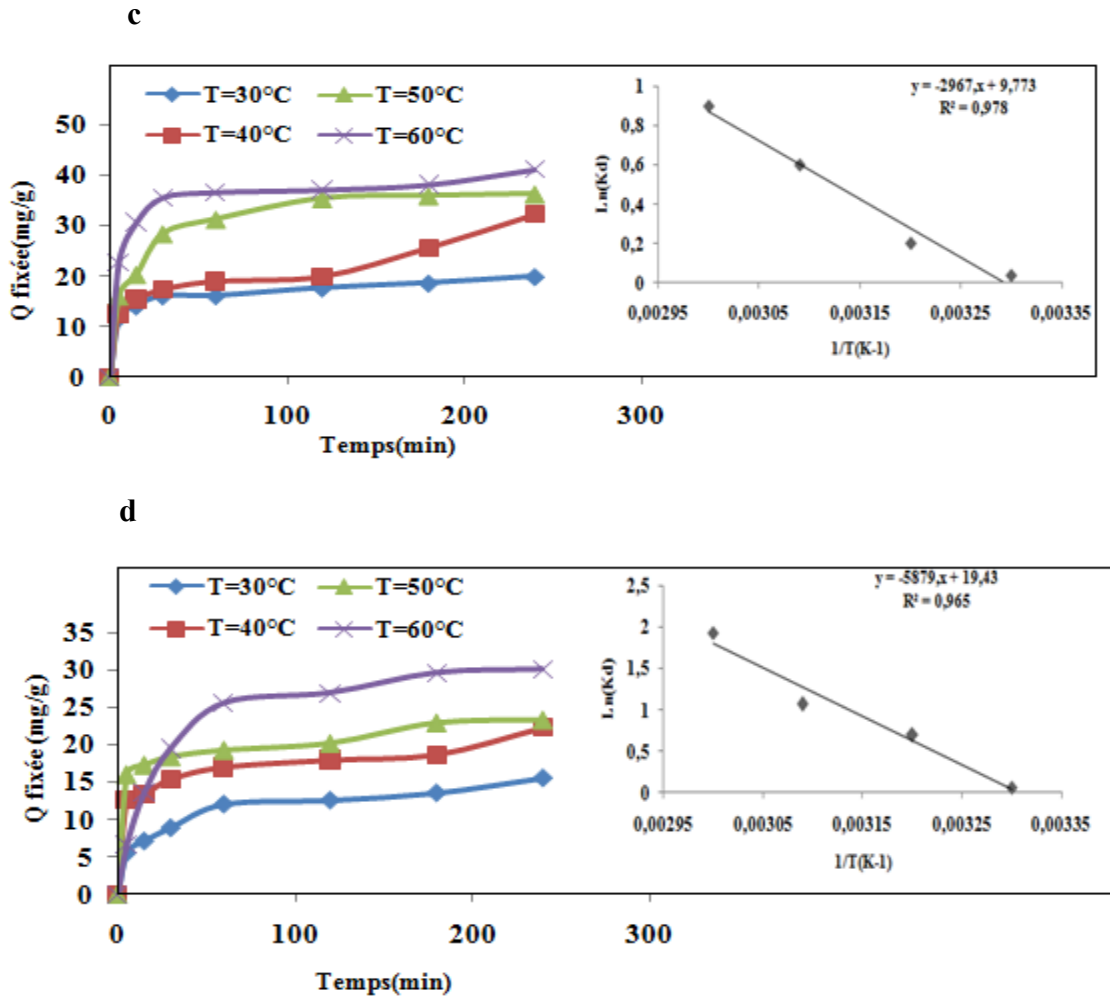 c
T=30°C T=50°C
T=40°C T=60°C
50
40
30
20
10
0
Q fixée(mg/g)
0 100 200 300
Temps(min)
y = -2967,x + 9,773
R² = 0,978
1
0,8
0,6
0,4
0,2
0
Ln(Kd)
0,00295 0,00305 0,00315 0,00325 0,00335
1/T(K-1)
d
T=30°C T=50°C
T=40°C T=60°C
35
30
25
20
15
10
5
0
Q fixée (mg/g)
0 100 200 300
Temps(min)
y = -5879,x + 19,43
R² = 0,965
2,5
2
1,5
1
0,5
0
Ln(Kd)
0,00295 0,00305 0,00315 0,00325 0,00335
1/T(K-1)